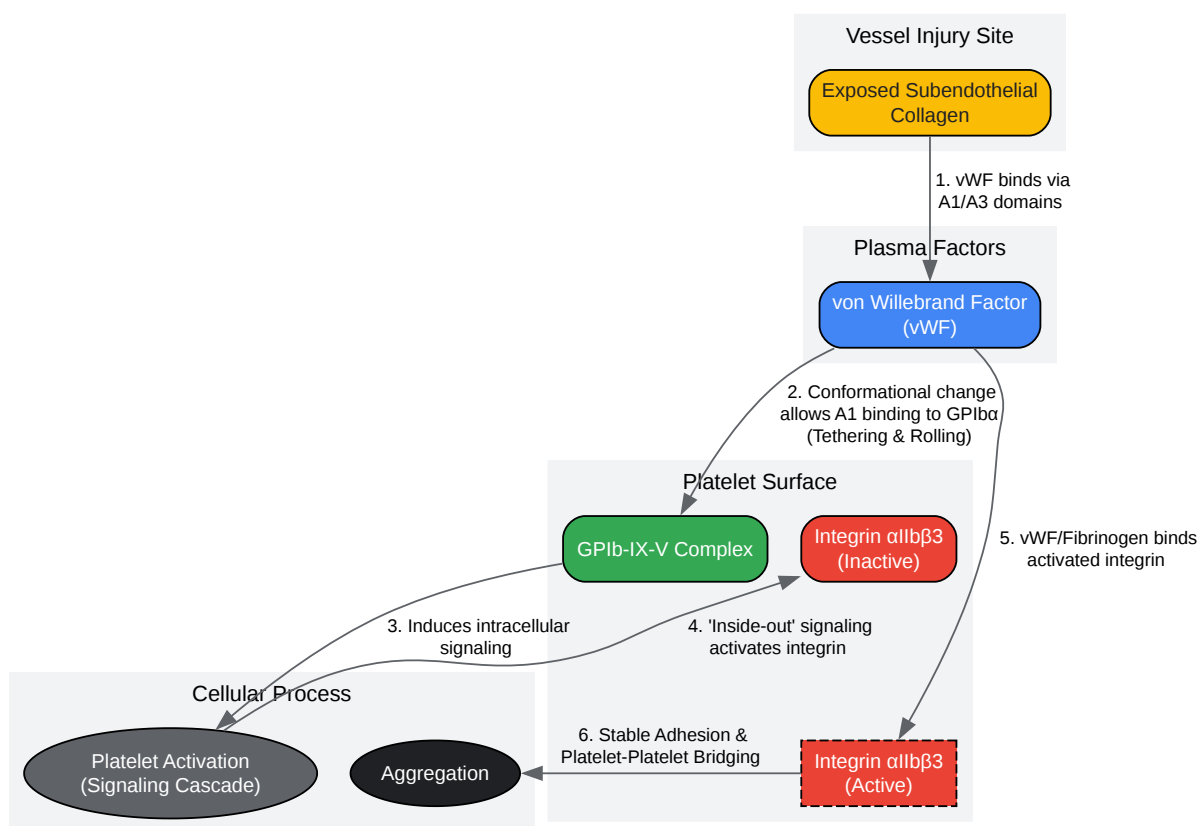 Vessel Injury Site
Exposed Subendothelial
Collagen
1. vWF binds via
A1/A3 domains
Plasma Factors
von Willebrand Factor
(vWF)
2. Conformational change
allows A1 binding to GPIbα
(Tethering & Rolling)
Platelet Surface
GPIb-IX-V Complex
Integrin αIIbβ3
(Inactive)
5. vWF/Fibrinogen binds
activated integrin
3. Induces intracellular
signaling
4. 'Inside-out' signaling
activates integrin
Cellular Process
Platelet Activation
(Signaling Cascade)
Aggregation
6. Stable Adhesion &
Platelet-Platelet Bridging
Integrin αIIbβ3
(Active)